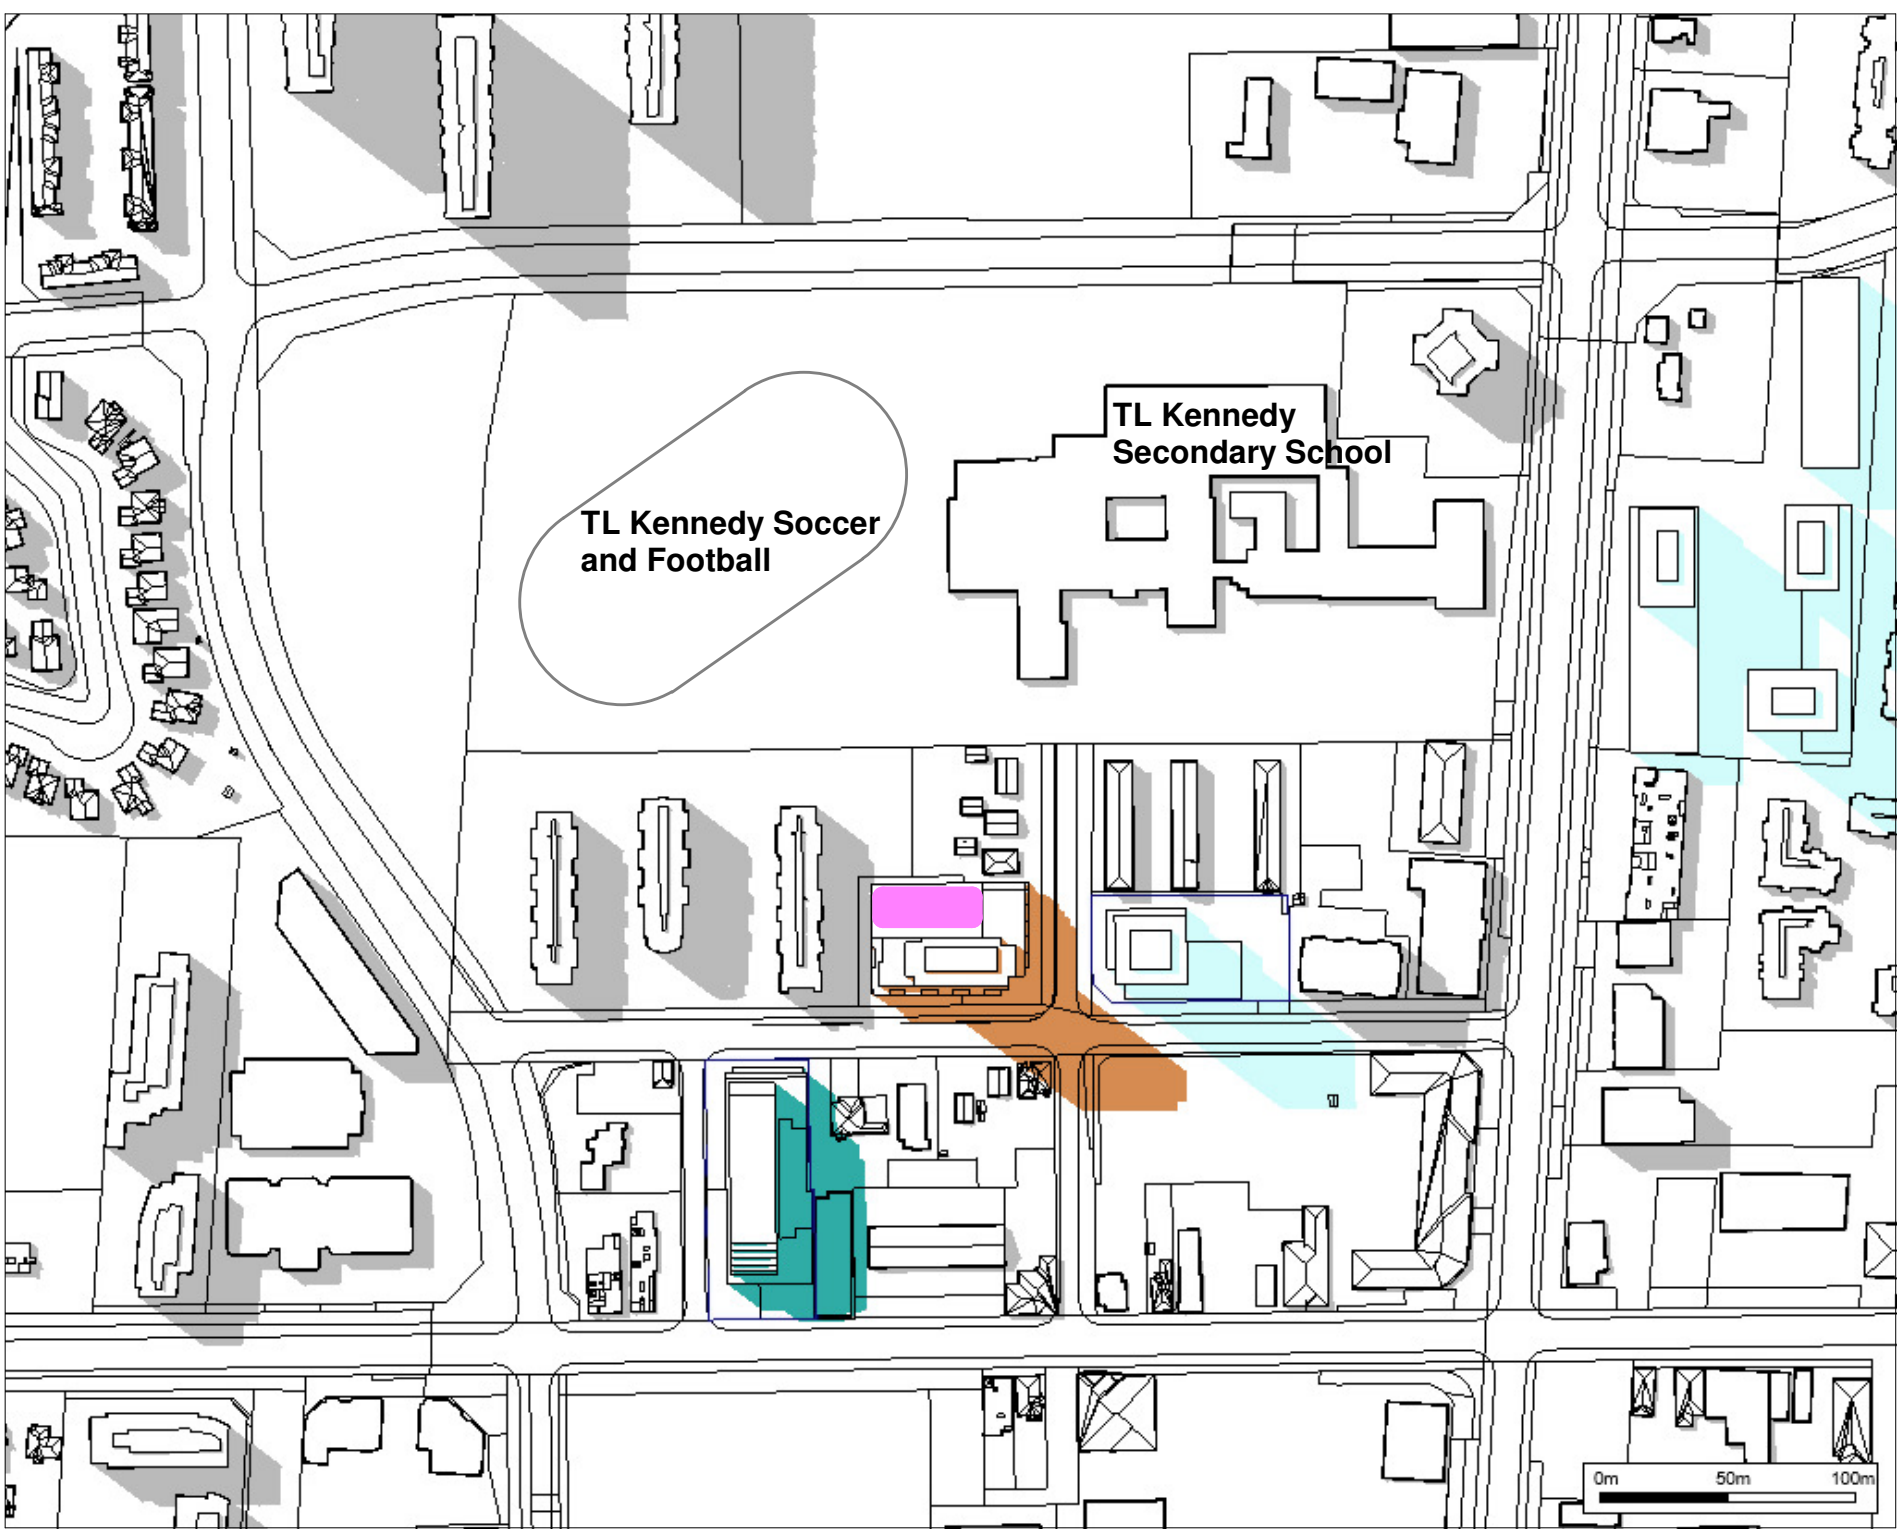 TL Kennedy
Secondary School
TL Kennedy Soccer
and Football
0m 50m 100m